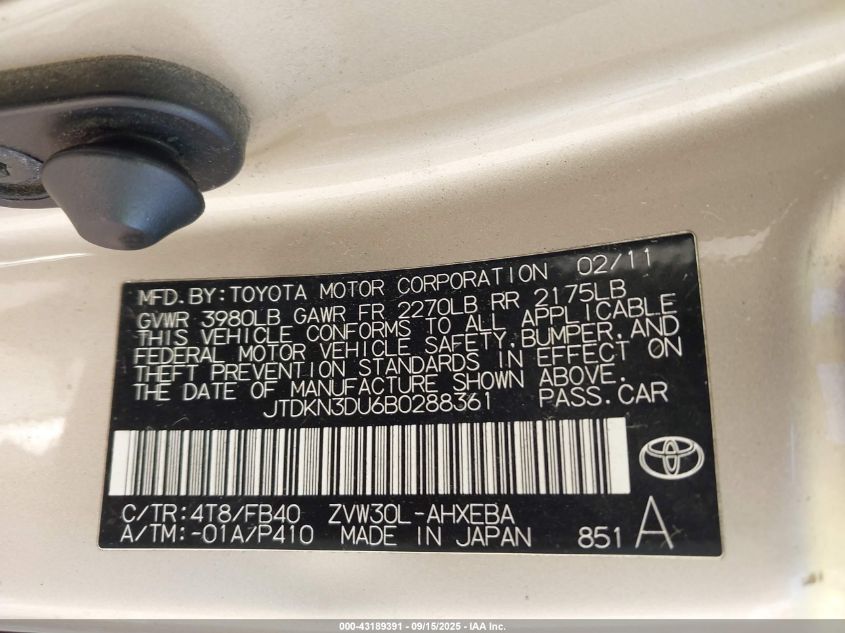 MFD.BY:TOYOTA MOTOR CORPORATION 02/11
GVWR 3980LB GAWR FR 2270LB RR 2175LB
THIS VEHICLE CONFORMS TO ALL APPLICABLE
FEDERAL MOTOR VEHICLE SAFETY,BUMPER,AND
THEFT PREVENTION STANDARDS IN EFFECT ON
THE DATE OF MANUFACTURE SHOWN ABOVE.
JTDKN3DU6B0288361 PASS.CAR
C/TR:4T8/FB40 ZVW30L-AHXEBA
A/TM:-01A/P410 MADE IN JAPAN 851 A
000-43189391 - 09/15/2025 - IAA Inc.